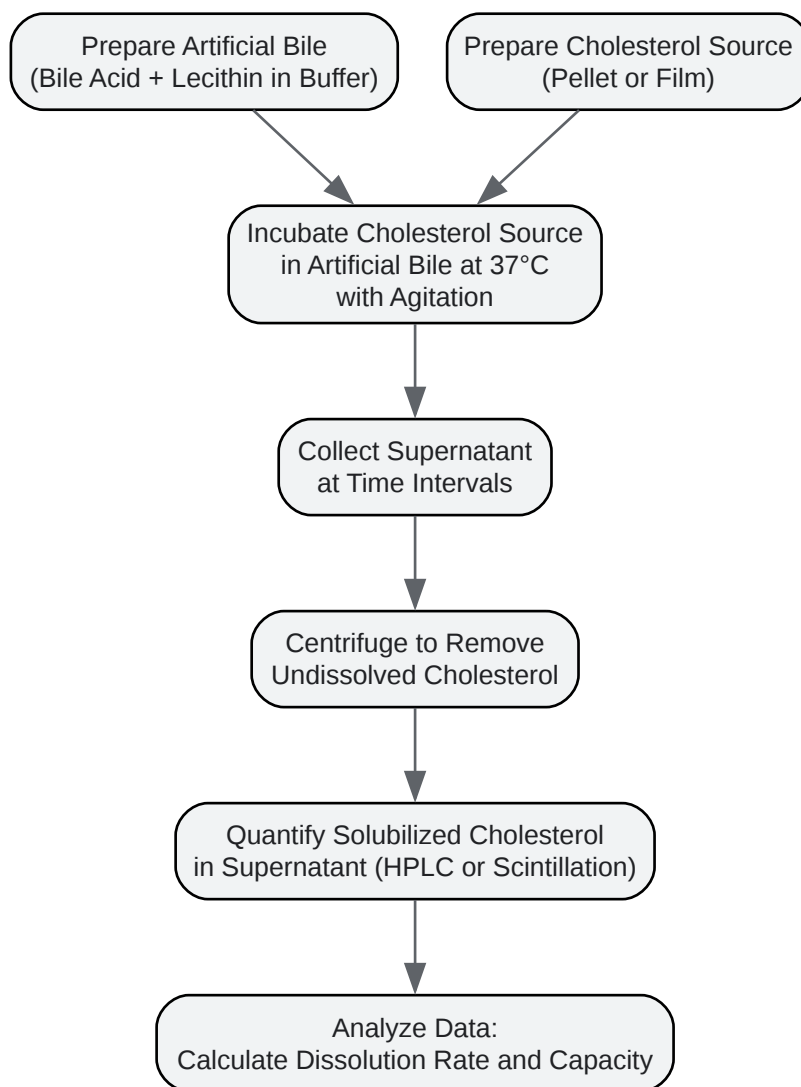 Prepare Artificial Bile
(Bile Acid + Lecithin in Buffer)
Prepare Cholesterol Source
(Pellet or Film)
Incubate Cholesterol Source
in Artificial Bile at 37°C
with Agitation
Collect Supernatant
at Time Intervals
Centrifuge to Remove
Undissolved Cholesterol
Quantify Solubilized Cholesterol
in Supernatant (HPLC or Scintillation)
Analyze Data:
Calculate Dissolution Rate and Capacity